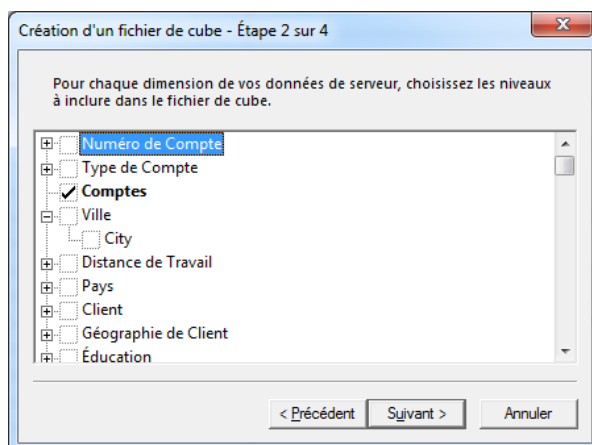 Création d'un fichier de cube - Étape 2 sur 4
Pour chaque dimension de vos données de serveur, choisissez les niveaux
à inclure dans le fichier de cube.
Numéro de Compte
Type de Compte
Comptes
Ville
City
Distance de Travail
Pays
Client
Géographie de Client
Éducation
< Précédent
Suivant >
Annuler